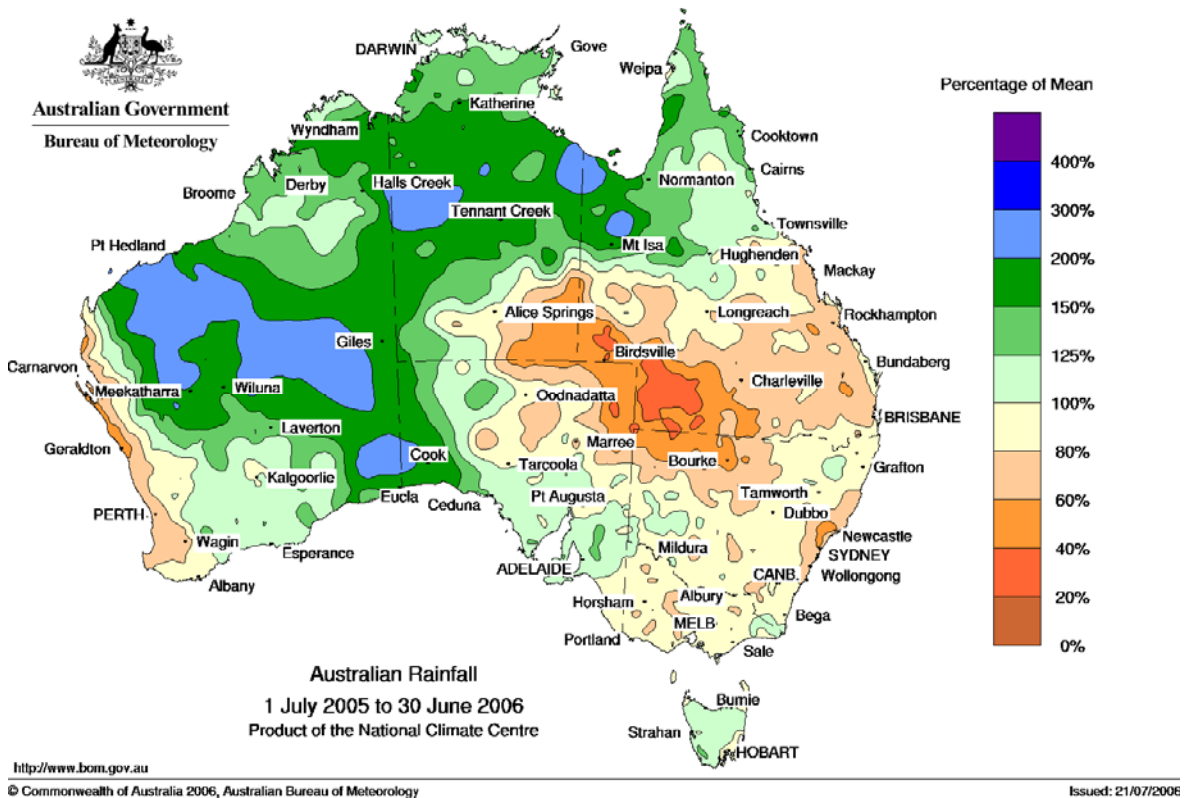 Australian Government
Bureau of Meteorology
DARWIN
Gove
Weipa
Katherine
Wyndham
Cooktown
Cairns
Broome
Derby
Halls Creek
Normanton
Tennant Creek
Townsville
Pt Hedland
Mt Isa
Hughenden
Mackay
Alice Springs
Longreach
Rockhampton
Giles
Birdsville
Bundaberg
Carnarvon
Meekatharra
Wiluna
Oodnadatta
Charleville
BRISBANE
Laverton
Geraldton
Marree
Cook
Tarcoola
Bourke
Grafton
Kalgoorlie
Eucla
Ceduna
Pt Augusta
Tamworth
PERTH
Dubbo
Wagin
Esperance
Mildura
Newcastle
SYDNEY
ADELAIDE
CANB.
Wollongong
Albany
Horsham
Albury
Bega
MELB
Portland
Sale
Burnie
Strahan
HOBART
Percentage of Mean
400%
300%
200%
150%
125%
100%
80%
60%
40%
20%
0%
Australian Rainfall
1 July 2005 to 30 June 2006
Product of the National Climate Centre
http://www.bom.gov.au
© Commonwealth of Australia 2006, Australian Bureau of Meteorology
Issued: 21/07/2006